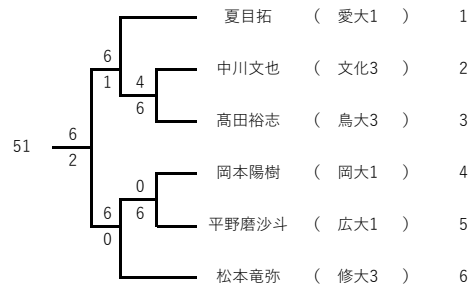 夏目拓 ( 愛大1 ) 1
6
1
4
6
中川文也 ( 文化3 ) 2
髙田裕志 ( 鳥大3 ) 3
51
6
2
岡本陽樹 ( 岡大1 ) 4
0
6
6
0
平野磨沙斗 ( 広大1 ) 5
松本竜弥 ( 修大3 ) 6